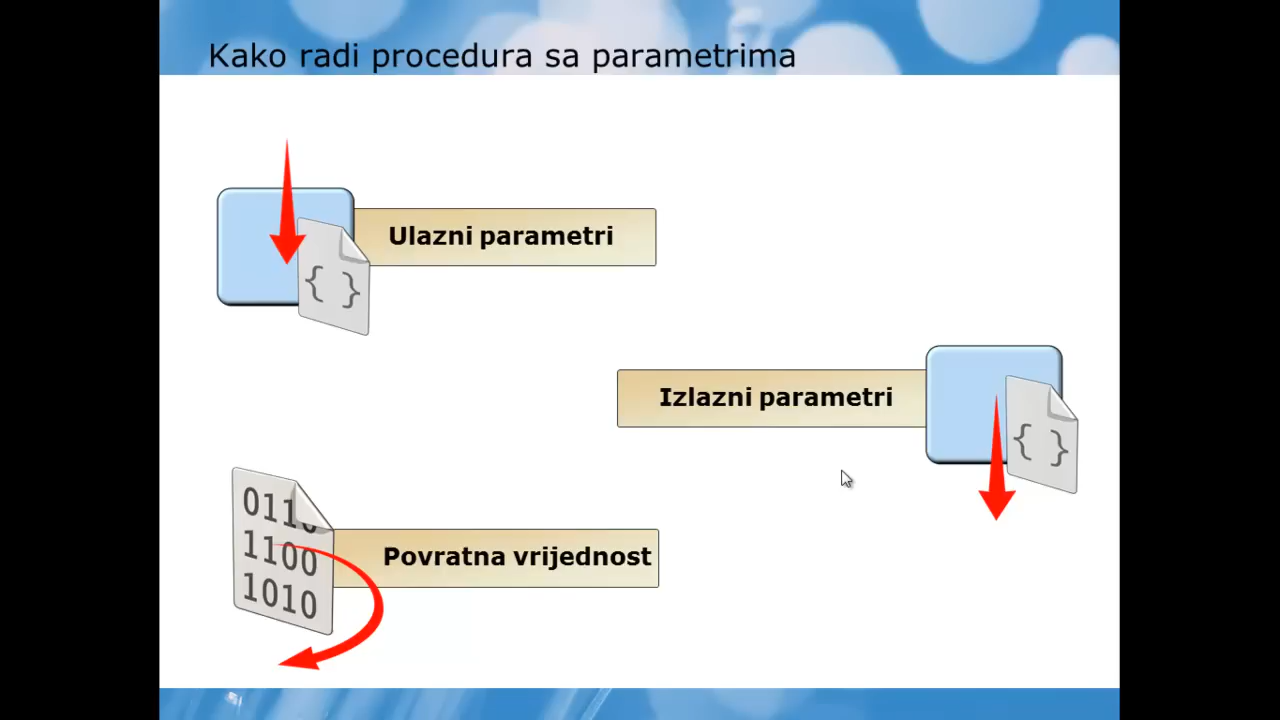 Kako radi procedura sa parametrima
Ulazni parametri
{ }
Izlazni parametri
{ }
0110
1100
1010
Povratna vrijednost